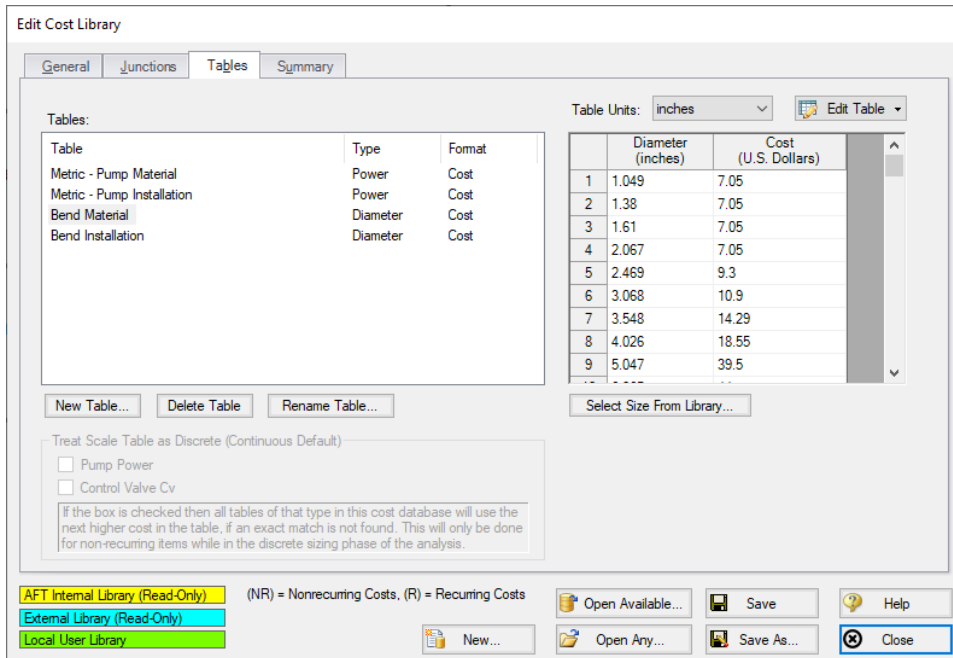 Edit Cost Library
General Junctions Tables Summary
Tables:
Table Type Format
Metric - Pump Material Power Cost
Metric - Pump Installation Power Cost
Bend Material Diameter Cost
Bend Installation Diameter Cost
New Table... Delete Table Rename Table...
Treat Scale Table as Discrete (Continuous Default)
Pump Power
Control Valve Cv
If the box is checked then all tables of that type in this cost database will use the
next higher cost in the table, if an exact match is not found. This will only be done
for non-recurring items while in the discrete sizing phase of the analysis.
Table Units: inches Edit Table
Diameter Cost
(inches) (U.S. Dollars)
1 1.049 7.05
2 1.38 7.05
3 1.61 7.05
4 2.067 7.05
5 2.469 9.3
6 3.068 10.9
7 3.548 14.29
8 4.026 18.55
9 5.047 39.5
Select Size From Library...
AFT Internal Library (Read-Only)
External Library (Read-Only)
Local User Library
(NR) = Nonrecurring Costs, (R) = Recurring Costs
Open Available... Save Help
New... Open Any... Save As... Close